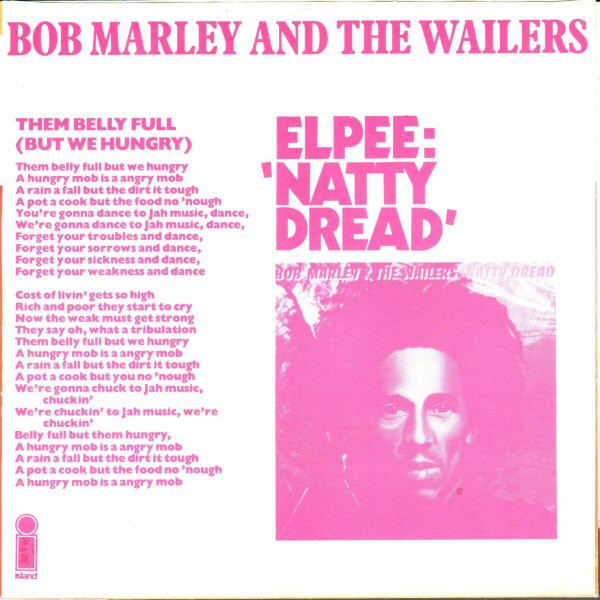 BOB MARLEY AND THE WAILERS
THEM BELLY FULL
(BUT WE HUNGRY)
Them belly full but we hungry
A hungry mob is a angry mob
A rain a fall but the dirt it tough
A pot a cook but the food no 'nough
You're gonna dance to Jah music, dance,
We're gonna dance to Jah music, dance,
Forget your troubles and dance,
Forget your sorrows and dance,
Forget your sickness and dance,
Forget your weakness and dance
Cost of livin' gets so high
Rich and poor they start to cry
Now the weak must get strong
They say oh, what a tribulation
Them belly full but we hungry
A hungry mob is a angry mob
A rain a fall but the dirt it tough
A pot a cook but you no 'nough
We're gonna chuck to Jah music,
chuckin'
We're chuckin' to Jah music, we're
chuckin'
Belly full but them hungry,
A hungry mob is a angry mob
A rain a fall but the dirt it tough
A pot a cook but the food no 'nough
A hungry mob is a angry mob
island
ELPEE:
'NATTY
DREAD'
BOB MARLEY & THE WAILERS NATTY DREAD